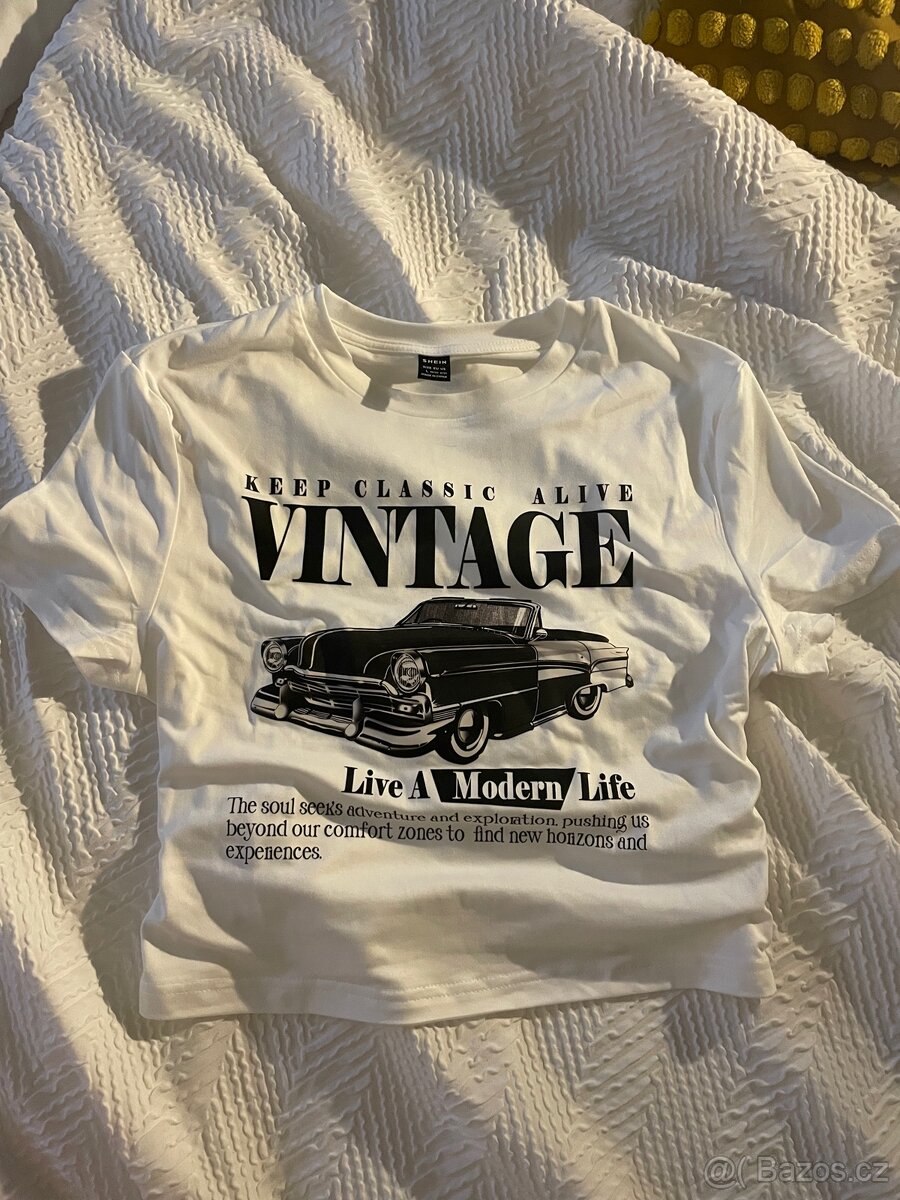 SHEIN
KEEP CLASSIC ALIVE
VINTAGE
Live A Modern Life
The soul seeks adventure and exploration, pushing us
beyond our comfort zones to find new horizons and
experiences.
@( Bazos.cz